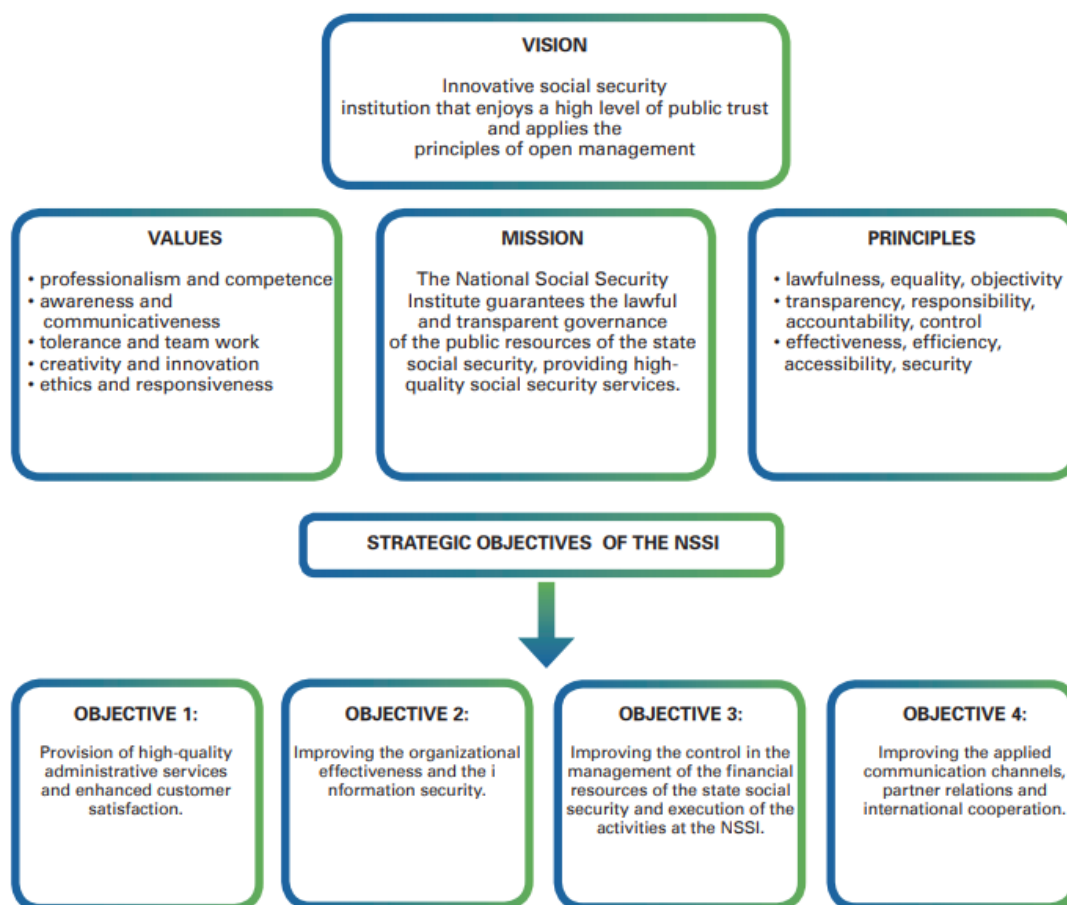 VISION
Innovative social security
institution that enjoys a high level of public trust
and applies the
principles of open management
VALUES
• professionalism and competence
• awareness and
communicativeness
• tolerance and team work
• creativity and innovation
• ethics and responsiveness
MISSION
The National Social Security
Institute guarantees the lawful
and transparent governance
of the public resources of the state
social security, providing high-
quality social security services.
PRINCIPLES
• lawfulness, equality, objectivity
• transparency, responsibility,
accountability, control
• effectiveness, efficiency,
accessibility, security
STRATEGIC OBJECTIVES OF THE NSSI
OBJECTIVE 1:
Provision of high-quality
administrative services
and enhanced customer
satisfaction.
OBJECTIVE 2:
Improving the organizational
effectiveness and the i
nformation security.
OBJECTIVE 3:
Improving the control in the
management of the financial
resources of the state social
security and execution of the
activities at the NSSI.
OBJECTIVE 4:
Improving the applied
communication channels,
partner relations and
international cooperation.